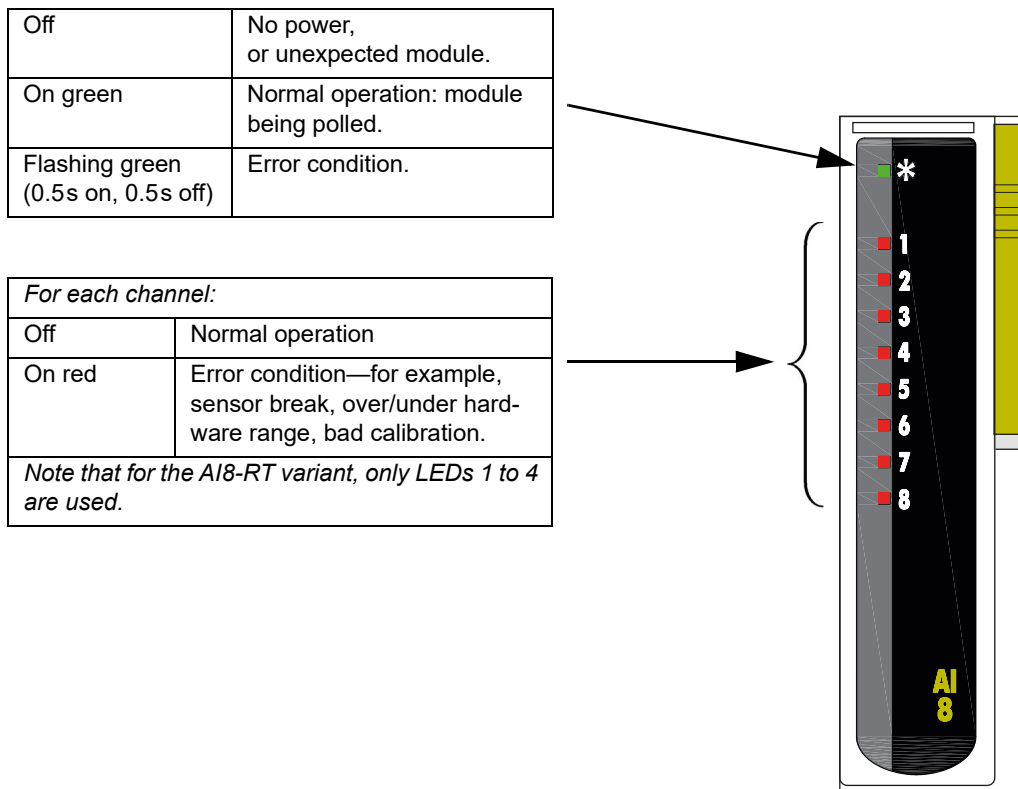 Off
No power,
or unexpected module.
On green
Normal operation: module
being polled.
Flashing green
(0.5s on, 0.5s off)
Error condition.
For each channel:
Off
Normal operation
On red
Error condition—for example,
sensor break, over/under hard-
ware range, bad calibration.
Note that for the AI8-RT variant, only LEDs 1 to 4
are used.
*
1
2
3
4
5
6
7
8
AI
8